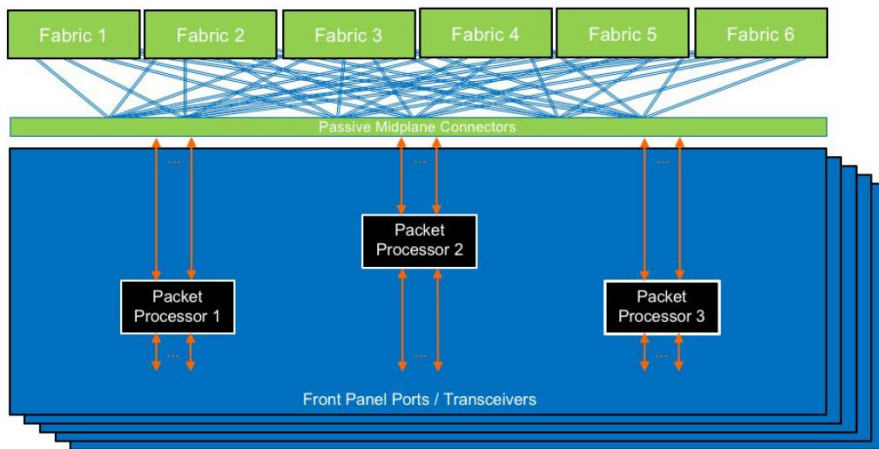 Fabric 1
Fabric 2
Fabric 3
Fabric 4
Fabric 5
Fabric 6
Passive Midplane Connectors
...
...
...
Packet
Processor 2
Packet
Processor 1
Packet
Processor 3
...
...
...
Front Panel Ports / Transceivers